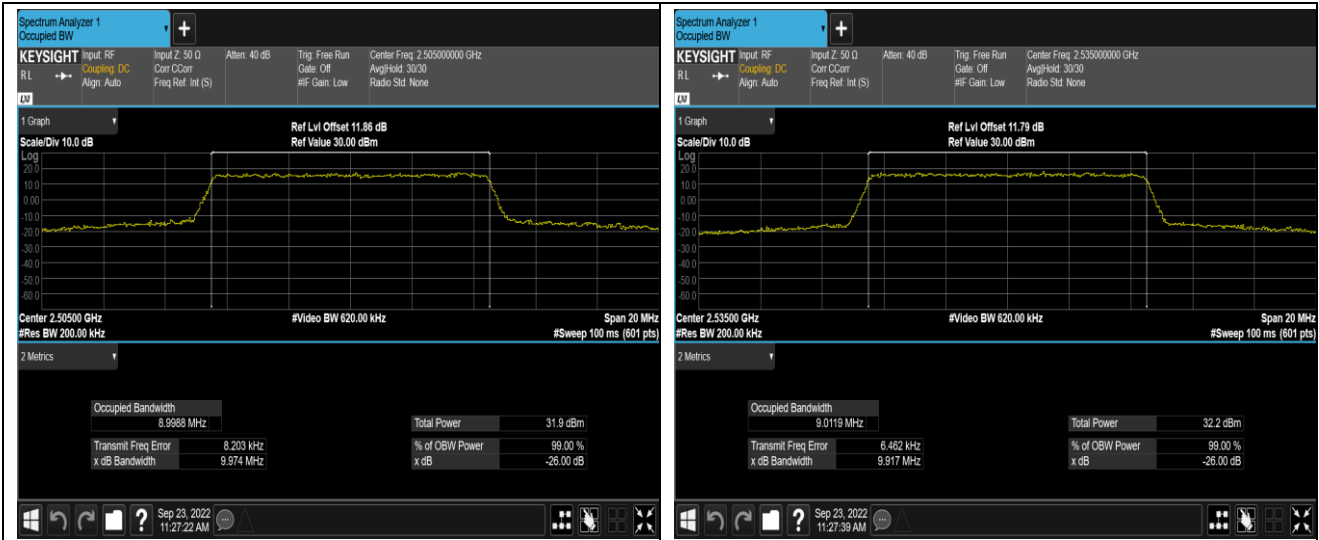 Spectrum Analyzer 1
Occupied BW
+
KEYSIGHT Input: RF Input Z: 50 Ω Atten: 40 dB Trig: Free Run Center Freq: 2.505000000 GHz
RL Coupling: DC Corr CCorr Gate: Off Avg|Hold: 30/30
Align: Auto Freq Ref: Int (S) #IF Gain: Low Radio Std: None
LXI
1 Graph
Ref Lvl Offset 11.86 dB
Scale/Div 10.0 dB Ref Value 30.00 dBm
Log
20.0
10.0
0.00
-10.0
-20.0
-30.0
-40.0
-50.0
-60.0
Center 2.50500 GHz #Video BW 620.00 kHz Span 20 MHz
#Res BW 200.00 kHz #Sweep 100 ms (601 pts)
2 Metrics
Occupied Bandwidth
8.9988 MHz Total Power 31.9 dBm
Transmit Freq Error 8.203 kHz % of OBW Power 99.00 %
x dB Bandwidth 9.974 MHz x dB -26.00 dB
? Sep 23, 2022
11:27:22 AM
Spectrum Analyzer 1
Occupied BW
+
KEYSIGHT Input: RF Input Z: 50 Ω Atten: 40 dB Trig: Free Run Center Freq: 2.535000000 GHz
RL Coupling: DC Corr CCorr Gate: Off Avg|Hold: 30/30
Align: Auto Freq Ref: Int (S) #IF Gain: Low Radio Std: None
LXI
1 Graph
Ref Lvl Offset 11.79 dB
Scale/Div 10.0 dB Ref Value 30.00 dBm
Log
20.0
10.0
0.00
-10.0
-20.0
-30.0
-40.0
-50.0
-60.0
Center 2.53500 GHz #Video BW 620.00 kHz Span 20 MHz
#Res BW 200.00 kHz #Sweep 100 ms (601 pts)
2 Metrics
Occupied Bandwidth
9.0119 MHz Total Power 32.2 dBm
Transmit Freq Error 6.462 kHz % of OBW Power 99.00 %
x dB Bandwidth 9.917 MHz x dB -26.00 dB
? Sep 23, 2022
11:27:39 AM